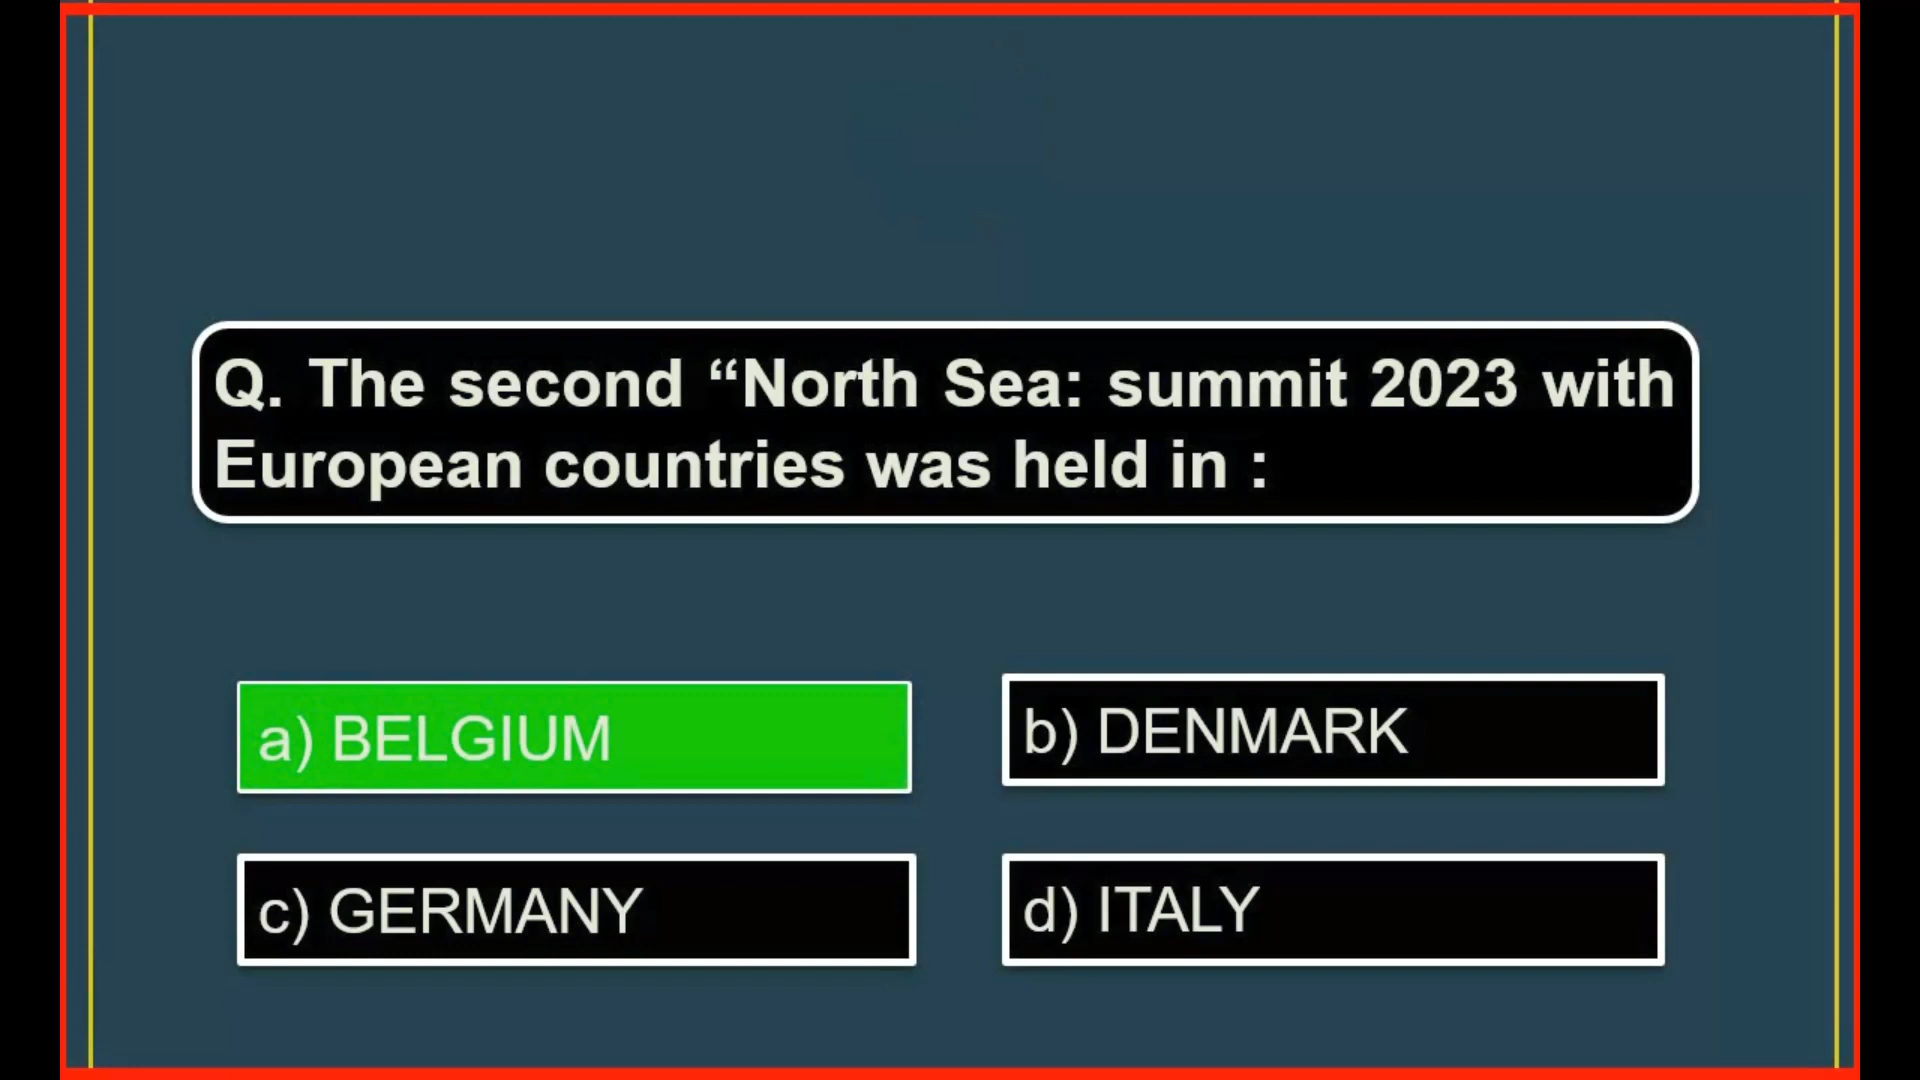 Q. The second “North Sea: summit 2023 with
European countries was held in :
a) BELGIUM
b) DENMARK
c) GERMANY
d) ITALY